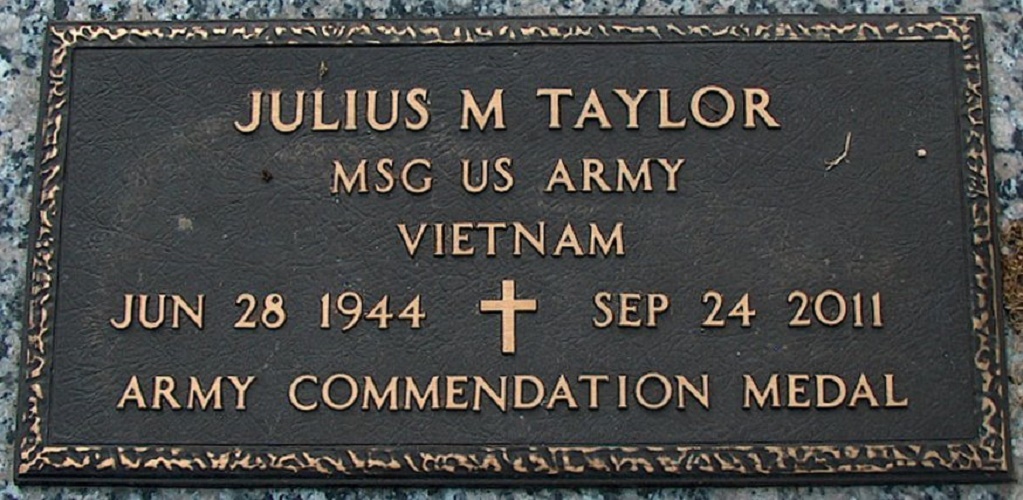 JULIUS M TAYLOR
MSG US ARMY
VIETNAM
JUN 28 1944 SEP 24 2011
ARMY COMMENDATION MEDAL